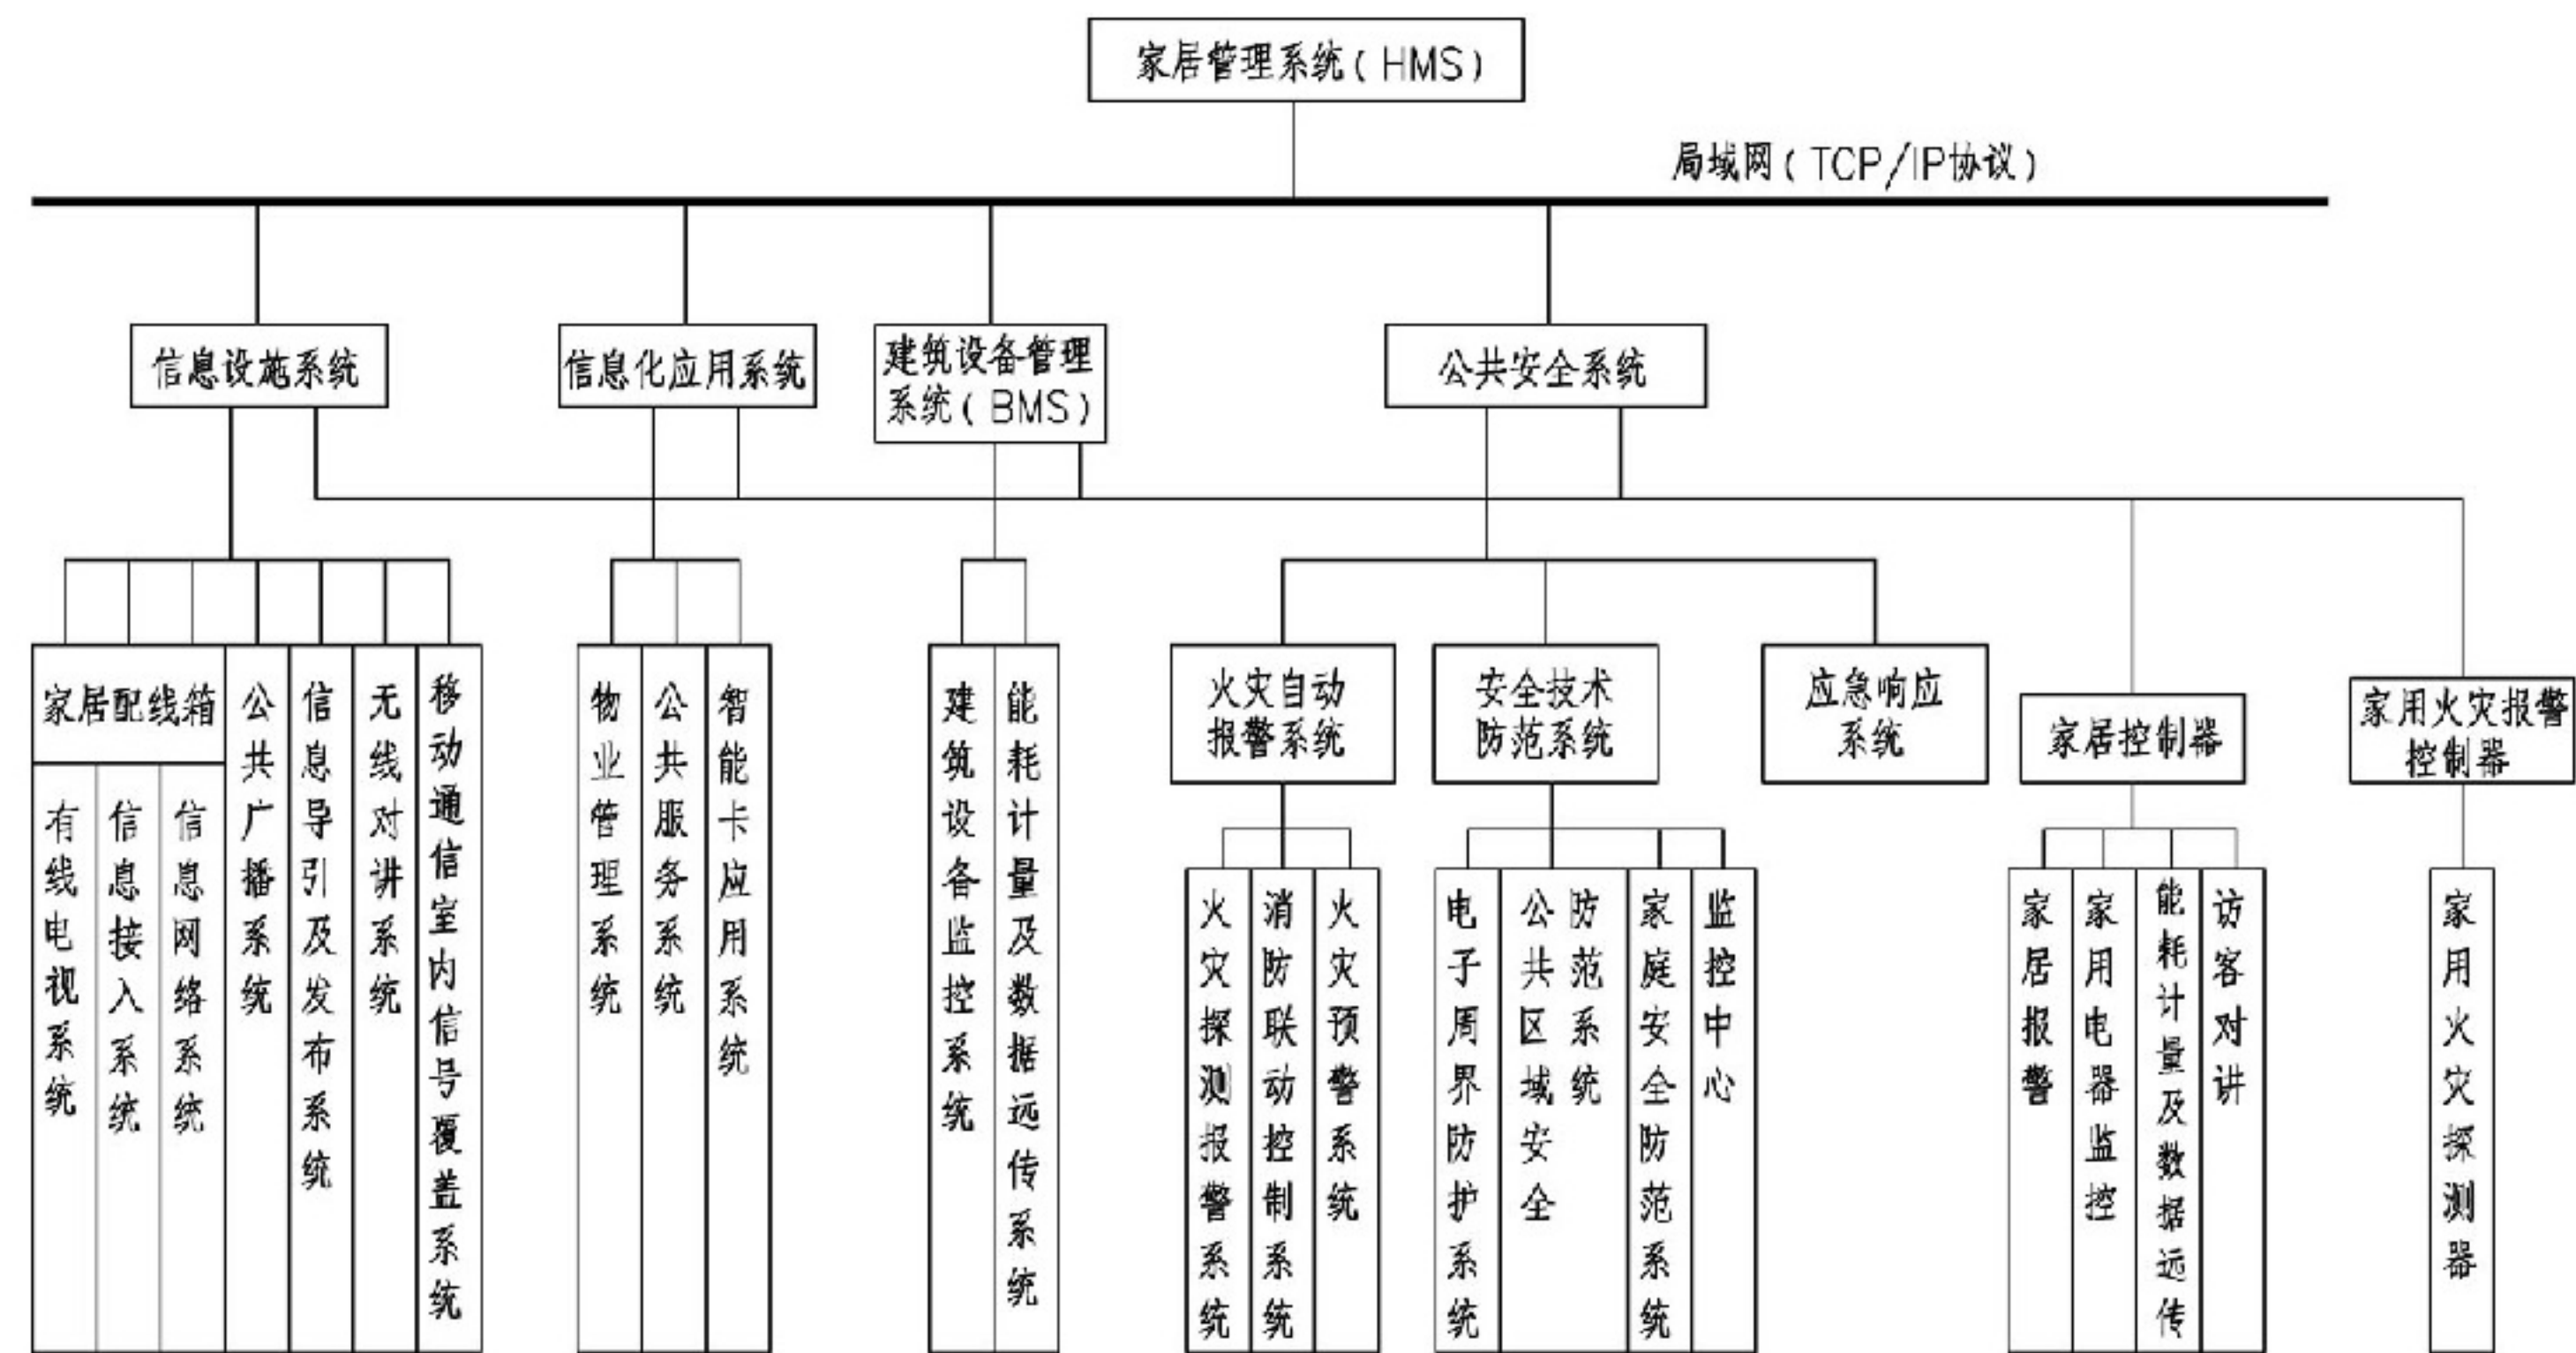 家居管理系统(HMS)
局域网(TCP/IP协议)
信息设施系统
信息化应用系统
建筑设备管理
系统(BMS)
公共安全系统
家居配线箱
有线电视系统
信息接入系统
信息网络系统
公共广播系统
信息导引及发布系统
无线对讲系统
移动通信室内信号覆盖系统
物业管理系统
公共服务系统
智能卡应用系统
建筑设备监控系统
能耗计量及数据远传系统
火灾自动
报警系统
安全技术
防范系统
应急响应
系统
家居控制器
家用火灾报警
控制器
火灾探测报警系统
消防联动控制系统
火灾预警系统
电子周界防护系统
公共区域安全
防范系统
家庭安全防范系统
监控中心
家居报警
家用电器监控
能耗计量及数据远传
访客对讲
家用火灾探测器